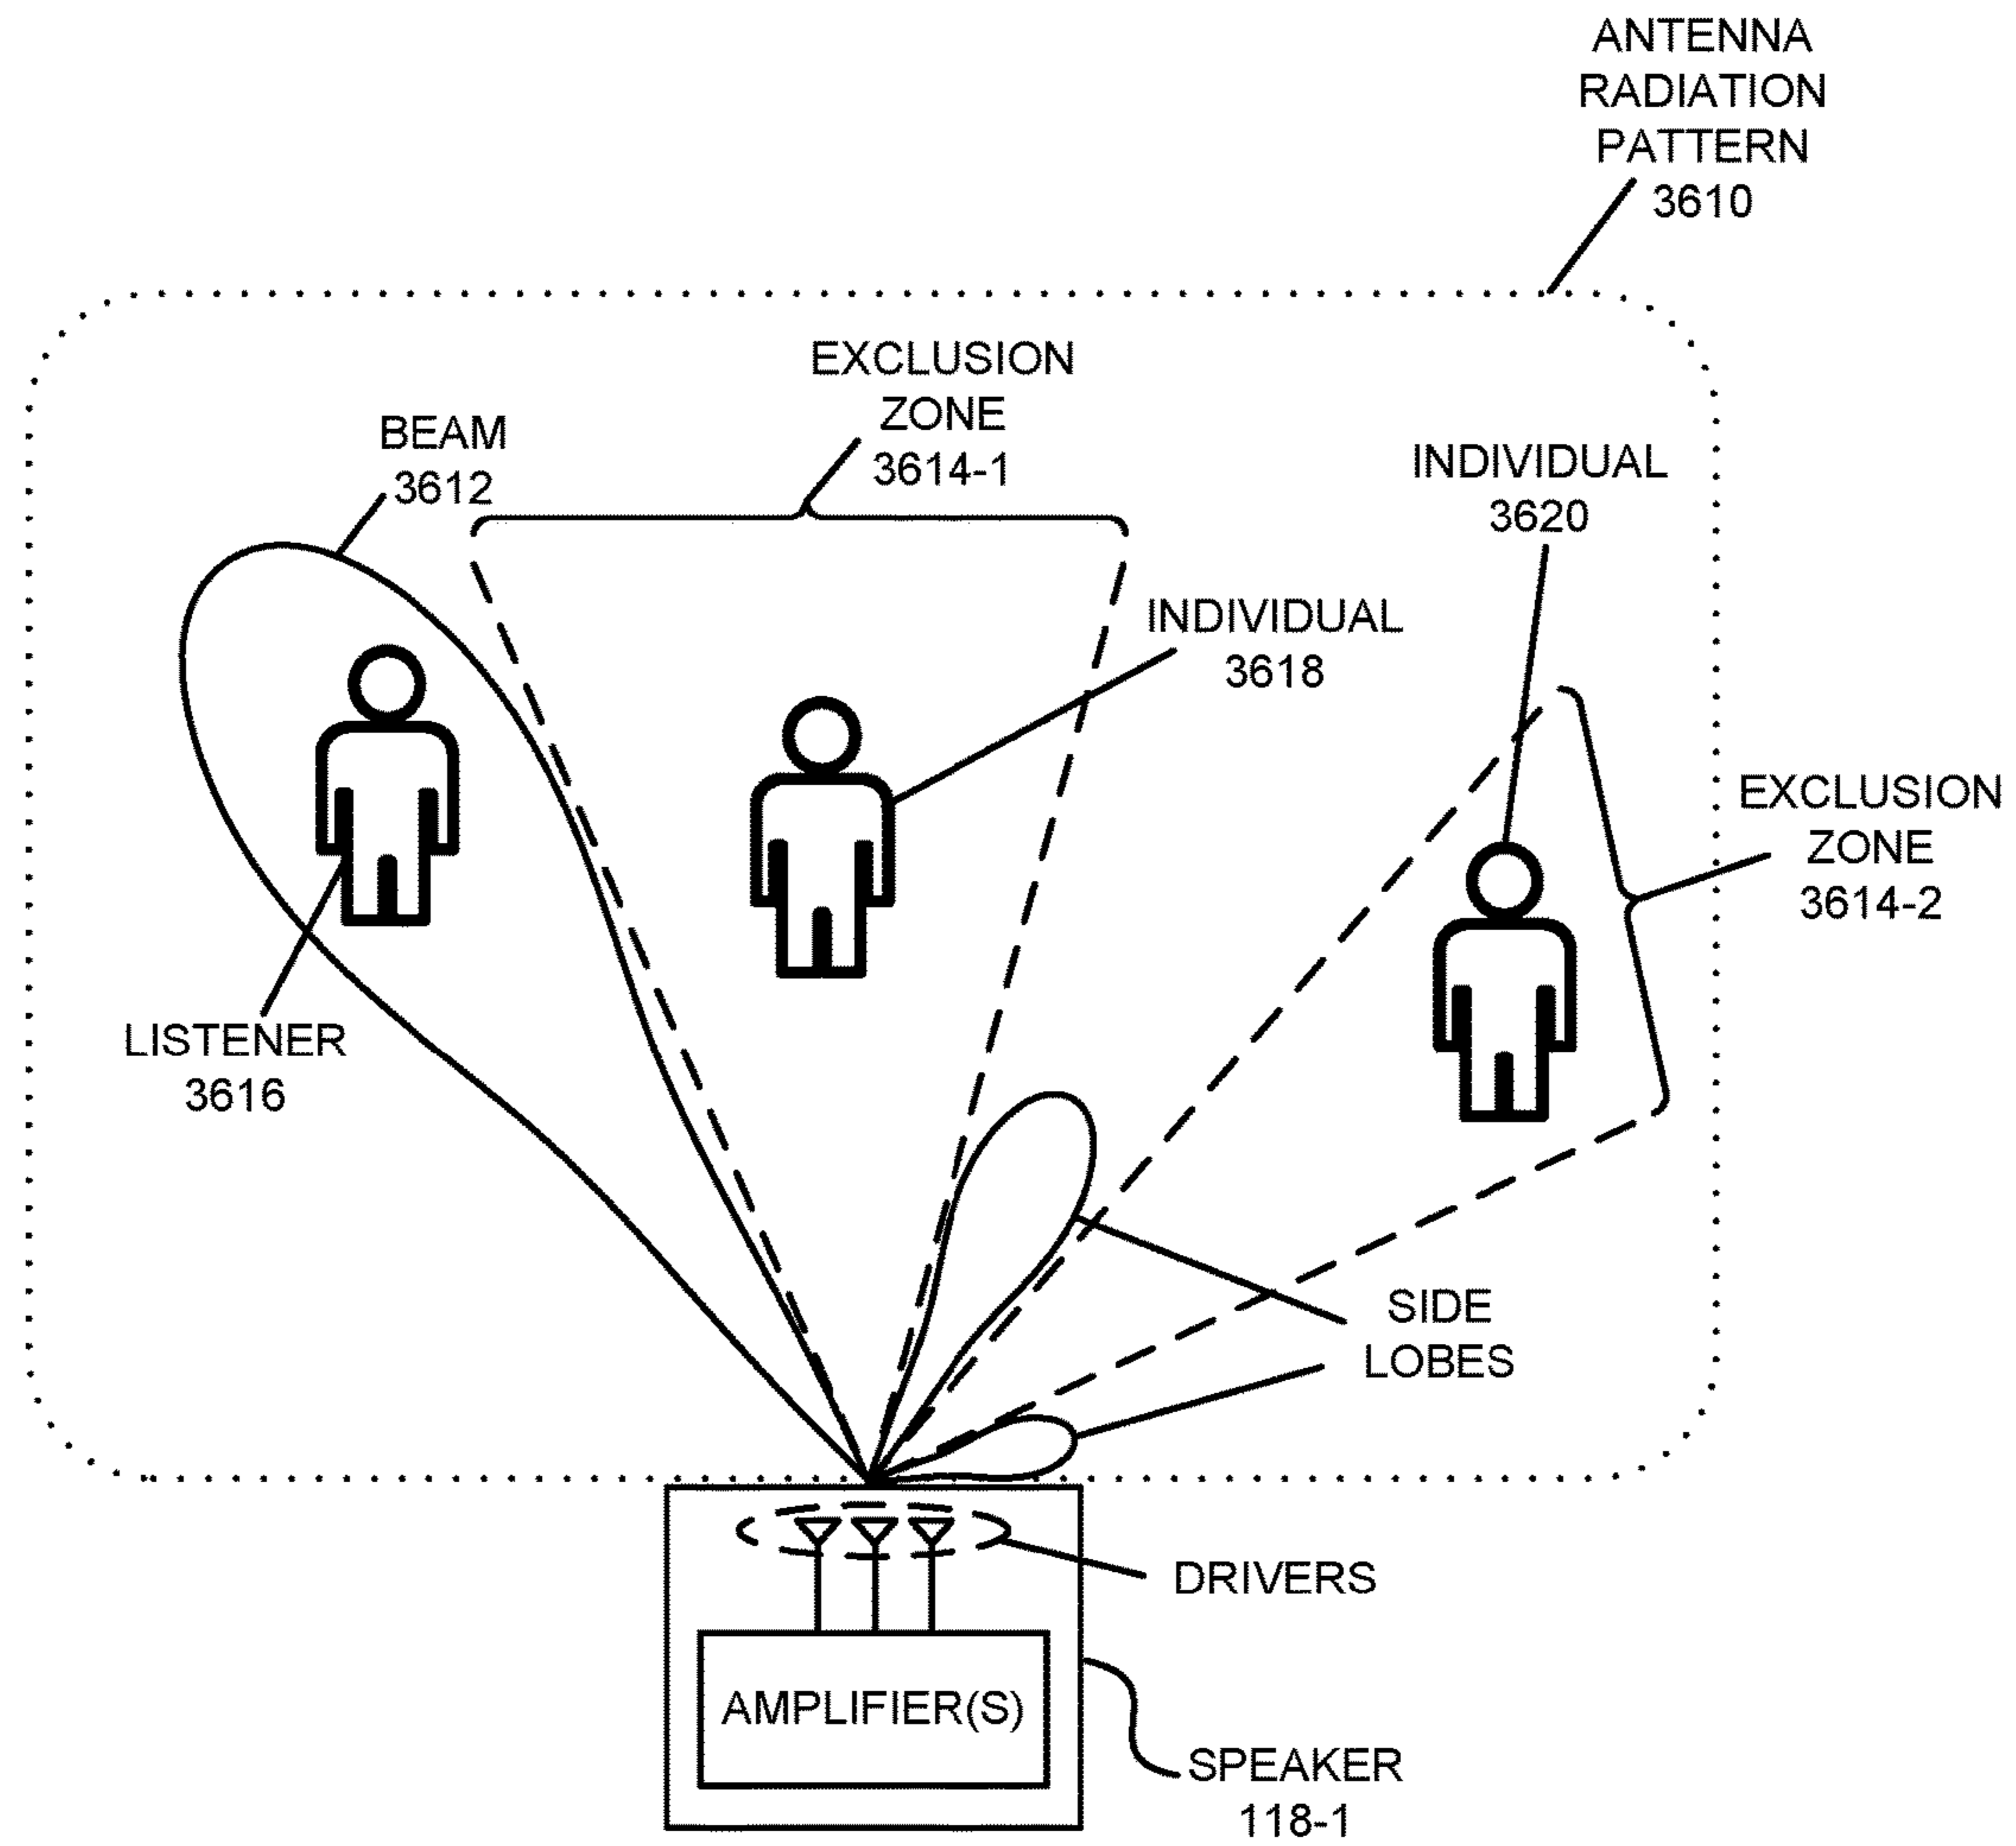 ANTENNA
RADIATION
PATTERN
3610
EXCLUSION
ZONE
3614-1
BEAM
3612
INDIVIDUAL
3620
INDIVIDUAL
3618
EXCLUSION
ZONE
3614-2
LISTENER
3616
SIDE
LOBES
DRIVERS
AMPLIFIER(S)
SPEAKER
118-1